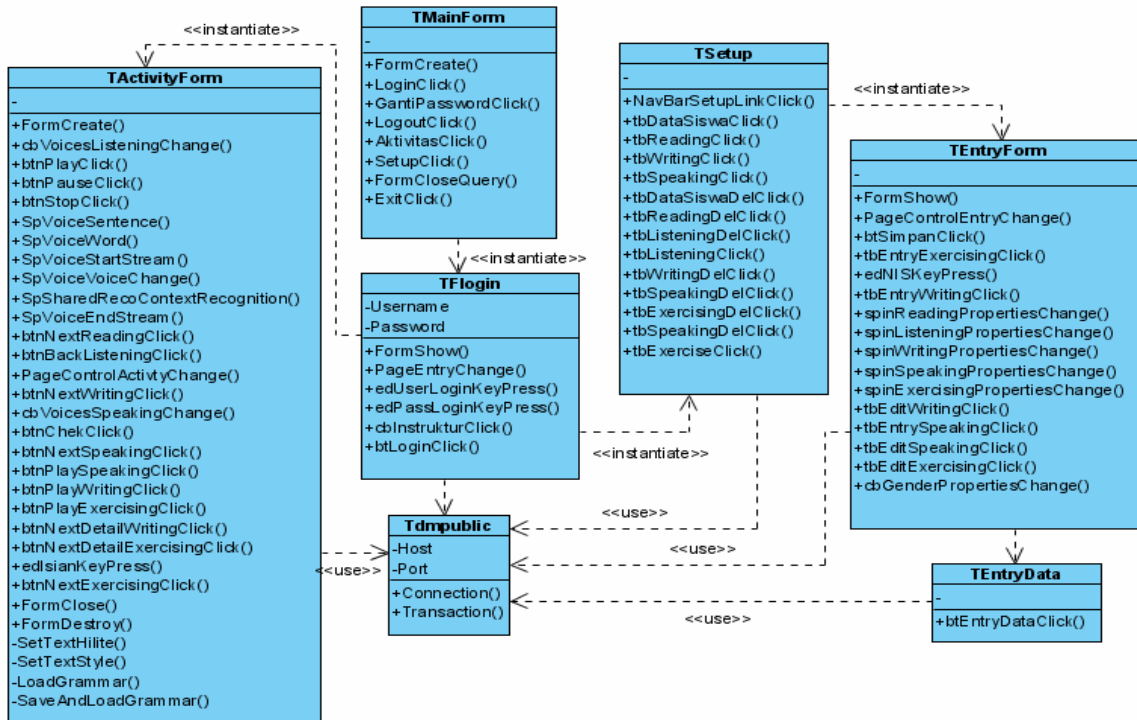 <<instantiate>>
TActivityForm
-
+FormCreate()
+cbVoicesListeningChange()
+btnPlayClick()
+btnPauseClick()
+btnStopClick()
+SpVoiceSentence()
+SpVoiceWord()
+SpVoiceStartStream()
+SpVoiceVoiceChange()
+SpSharedRecoContextRecognition()
+SpVoiceEndStream()
+btnNextReadingClick()
+btnBackListeningClick()
+PageControlActivtyChange()
+btnNextWritingClick()
+cbVoicesSpeakingChange()
+btnChekClick()
+btnNextSpeakingClick()
+btnPlaySpeakingClick()
+btnPlayWritingClick()
+btnPlayExercisingClick()
+btnNextDetailWritingClick()
+btnNextDetailExercisingClick()
+edIsianKeyPress()
+btnNextExercisingClick()
+FormClose()
+FormDestroy()
-SetTextHilite()
-SetTextStyle()
-LoadGrammar()
-SaveAndLoadGrammar()
TMainForm
-
+FormCreate()
+LoginClick()
+GantiPasswordClick()
+LogoutClick()
+AktivitasClick()
+SetupClick()
+FormCloseQuery()
+ExitClick()
<<instantiate>>
TFlogin
-Username
-Password
+FormShow()
+PageEntryChange()
+edUserLoginKeyPress()
+edPassLoginKeyPress()
+cbInstrukturClick()
+btLoginClick()
<<instantiate>>
TSetup
-
+NavBarSetupLinkClick()
+tbDataSiswaClick()
+tbReadingClick()
+tbWritingClick()
+tbSpeakingClick()
+tbDataSiswaDelClick()
+tbReadingDelClick()
+tbListeningDelClick()
+tbListeningClick()
+tbWritingDelClick()
+tbSpeakingDelClick()
+tbExercisingDelClick()
+tbSpeakingDelClick()
+tbExerciseClick()
<<instantiate>>
TEntryForm
-
+FormShow()
+PageControlEntryChange()
+btSimpanClick()
+tbEntryExercisingClick()
+edNISKeyPress()
+tbEntryWritingClick()
+spinReadingPropertiesChange()
+spinListeningPropertiesChange()
+spinWritingPropertiesChange()
+spinSpeakingPropertiesChange()
+spinExercisingPropertiesChange()
+tbEditWritingClick()
+tbEntrySpeakingClick()
+tbEditSpeakingClick()
+tbEditExercisingClick()
+cbGenderPropertiesChange()
<<use>>
Tdmpublic
-Host
-Port
+Connection()
+Transaction()
<<use>>
<<use>>
<<use>>
TEntryData
-
+btEntryDataClick()